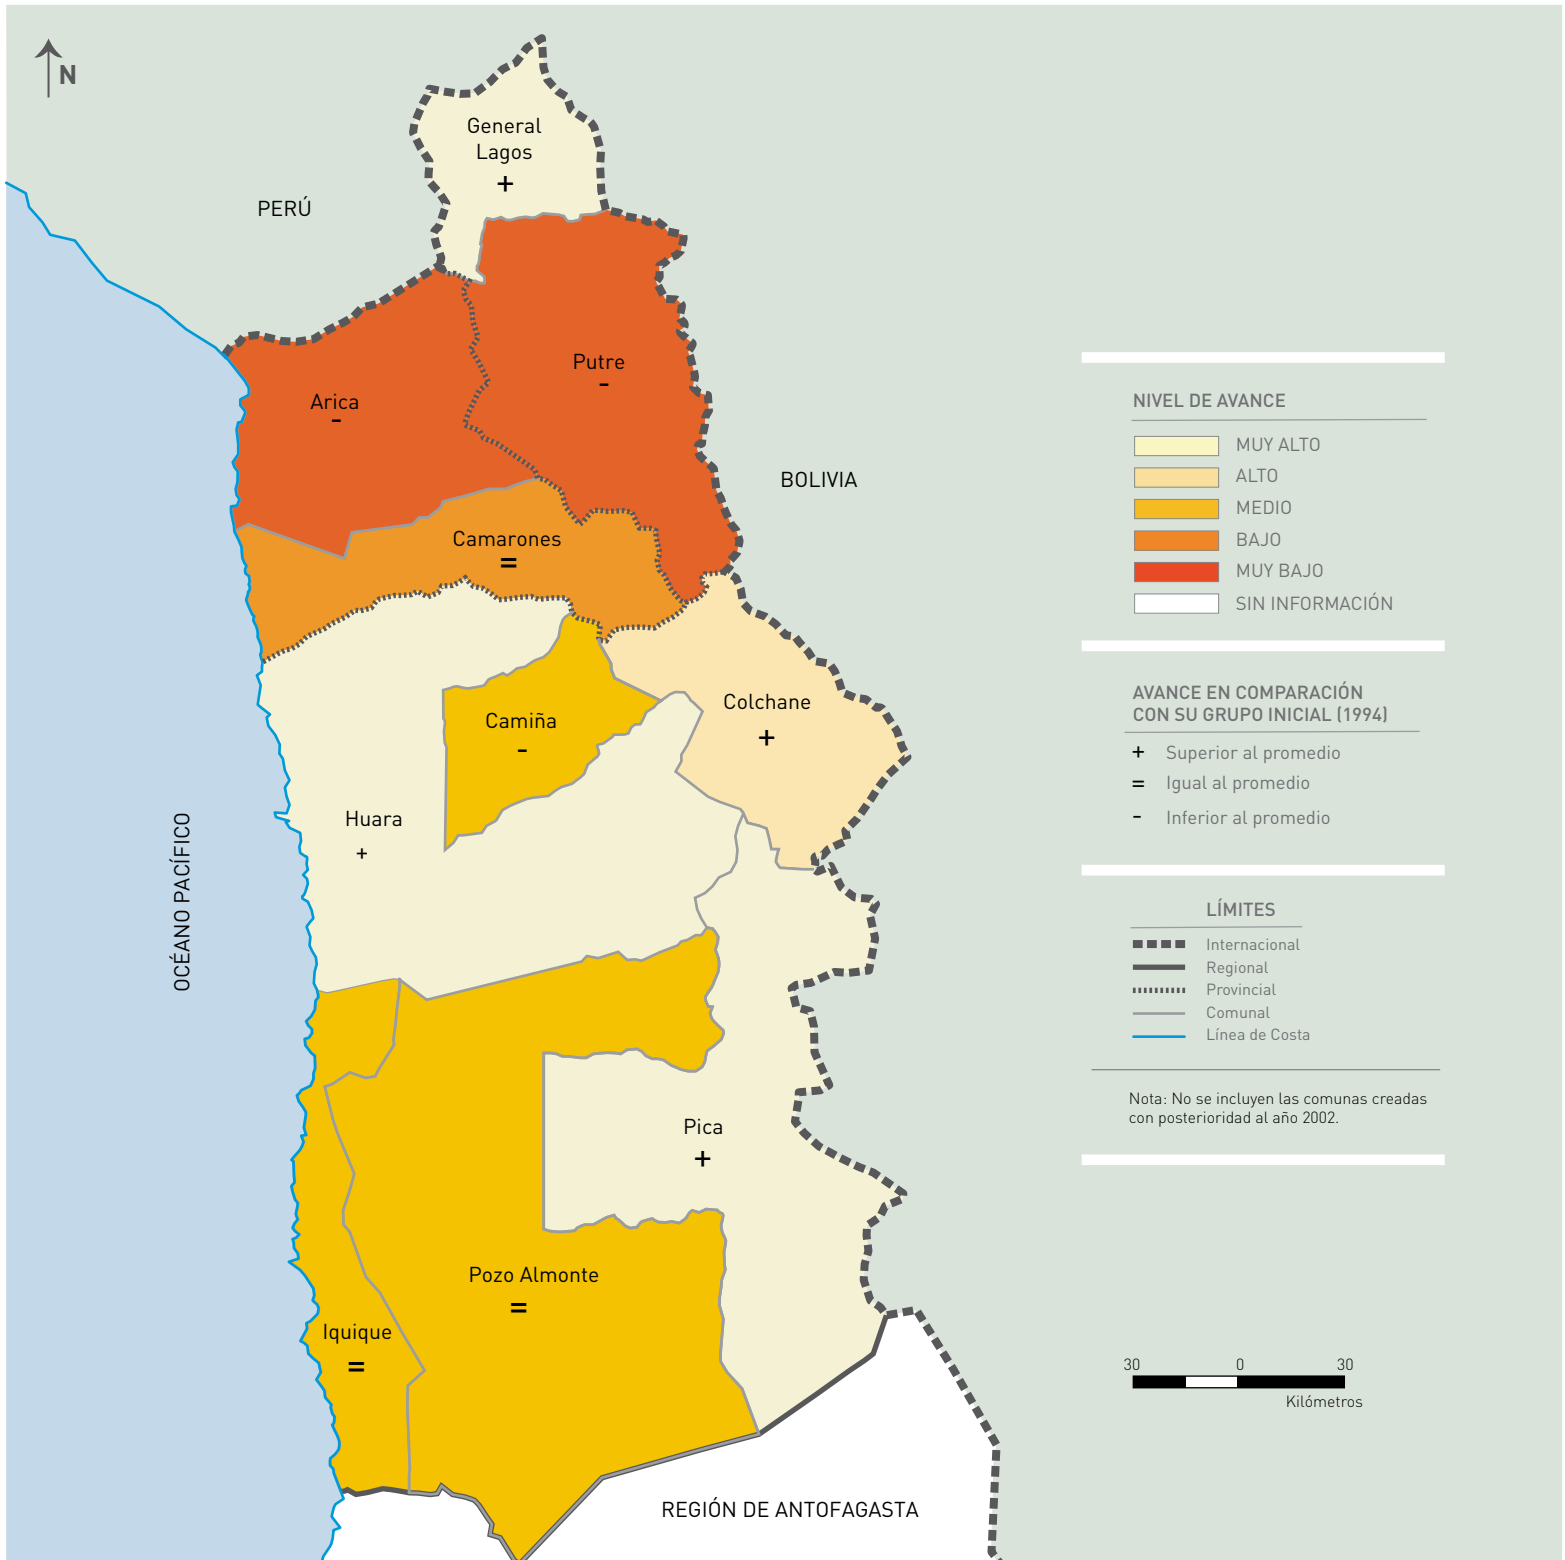 N
General
Lagos
+
PERÚ
Putre
-
Arica
-
BOLIVIA
Camarones
=
Colchane
+
Camiña
-
Huara
+
OCÉANO PACÍFICO
Pica
+
Pozo Almonte
=
Iquique
=
REGIÓN DE ANTOFAGASTA
NIVEL DE AVANCE
MUY ALTO
ALTO
MEDIO
BAJO
MUY BAJO
SIN INFORMACIÓN
AVANCE EN COMPARACIÓN
CON SU GRUPO INICIAL (1994)
+ Superior al promedio
= Igual al promedio
- Inferior al promedio
LÍMITES
Internacional
Regional
Provincial
Comunal
Línea de Costa
Nota: No se incluyen las comunas creadas
con posterioridad al año 2002.
30 0 30
Kilómetros